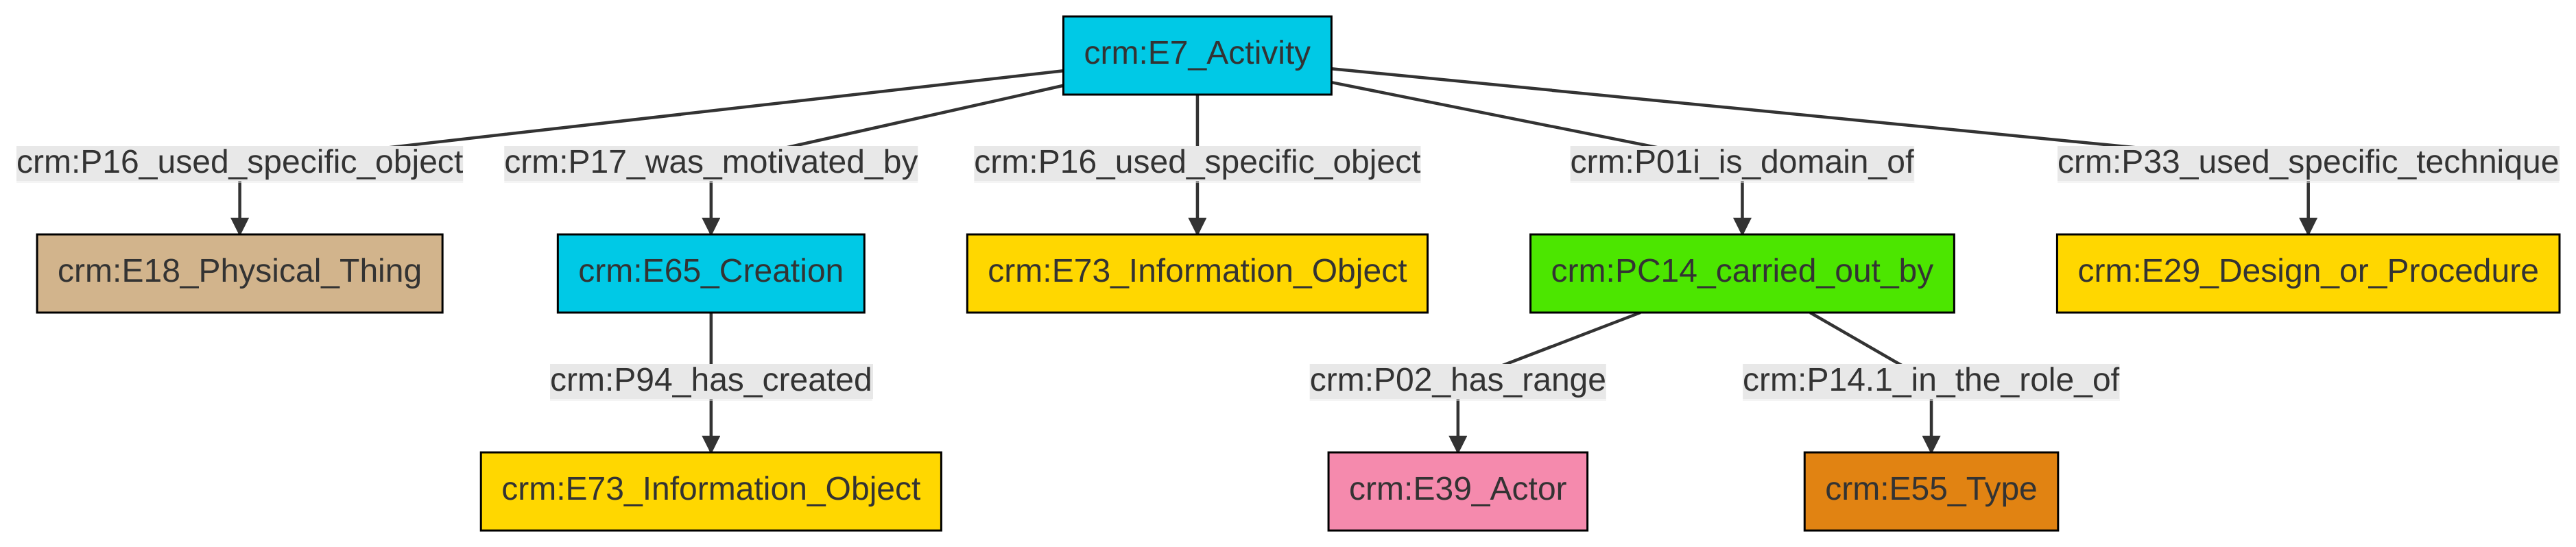 crm:E7_Activity
crm:P16_used_specific_object
crm:P17_was_motivated_by
crm:P16_used_specific_object
crm:P01i_is_domain_of
crm:P33_used_specific_technique
crm:E18_Physical_Thing
crm:E65_Creation
crm:E73_Information_Object
crm:PC14_carried_out_by
crm:E29_Design_or_Procedure
crm:P94_has_created
crm:P02_has_range
crm:P14.1_in_the_role_of
crm:E73_Information_Object
crm:E39_Actor
crm:E55_Type